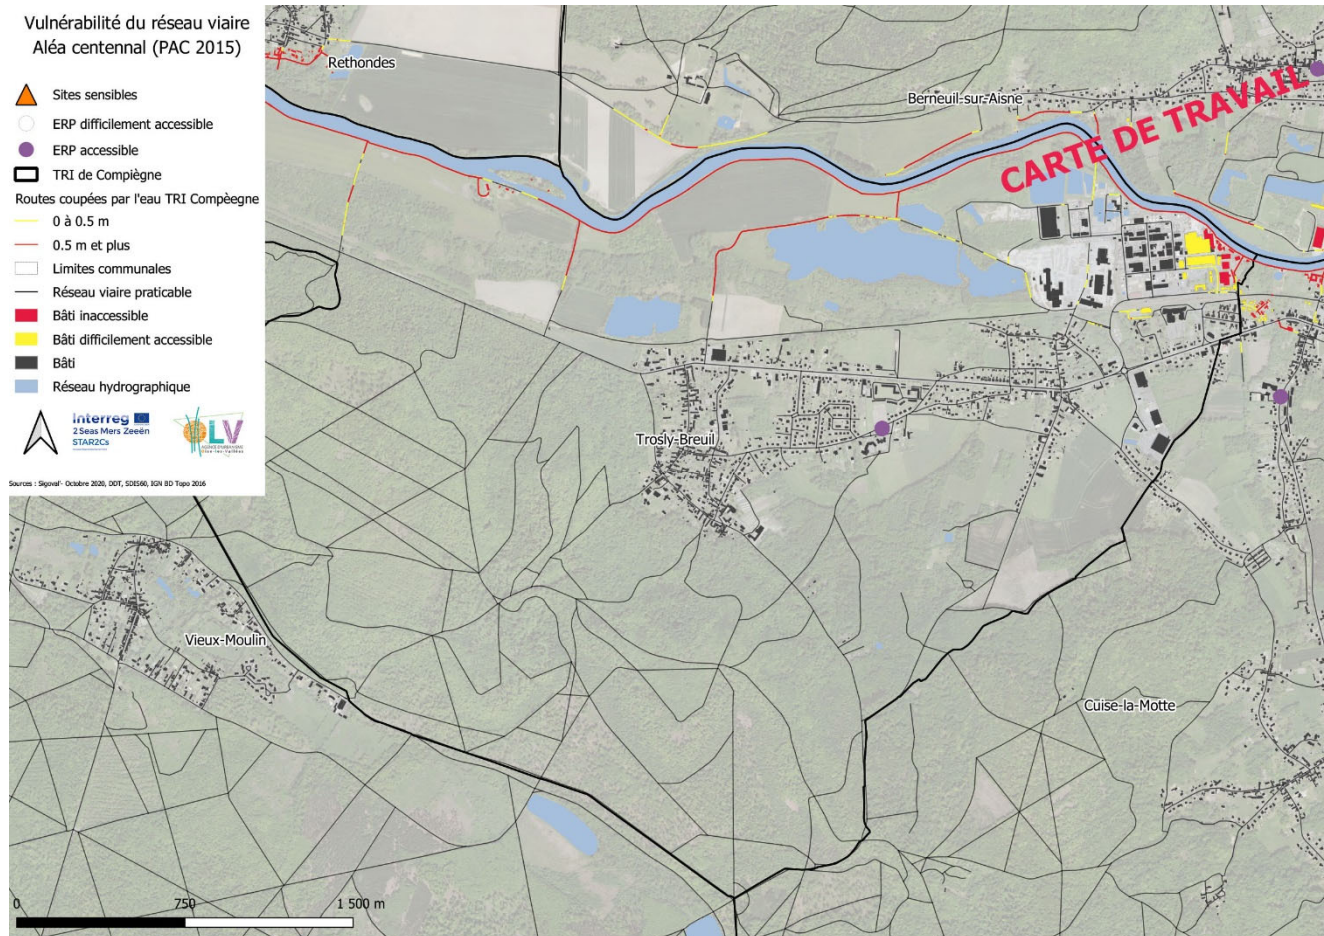 Vulnérabilité du réseau viaire
Aléa centennal (PAC 2015)
Sites sensibles
ERP difficilement accessible
ERP accessible
TRI de Compiègne
Routes coupées par l'eau TRI Compèegne
0 à 0.5 m
0.5 m et plus
Limites communales
Réseau viaire praticable
Bâti inaccessible
Bâti difficilement accessible
Bâti
Réseau hydrographique
Interreg
2 Seas Mers Zeeën
STAR2Cs
OLV
Sources : Sigoval'- Octobre 2020, DDT, SDIS60, IGN BD Topo 2016
Rethondes
Berneuil-sur-Aisne
CARTE DE TRAVAIL
Trosly-Breuil
Vieux-Moulin
Cuise-la-Motte
0 750 1 500 m